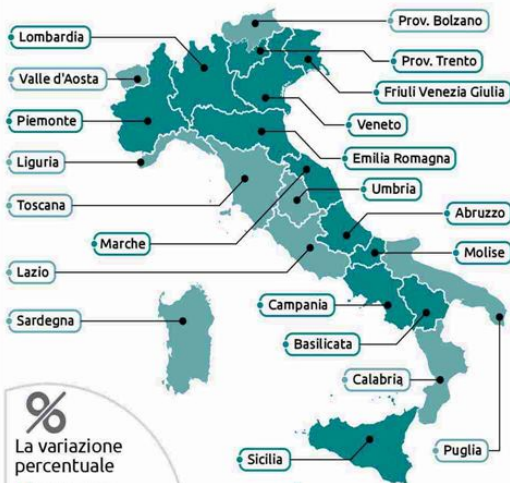 Prov. Bolzano
Lombardia
Prov. Trento
Valle d'Aosta
Friuli Venezia Giulia
Piemonte
Veneto
Emilia Romagna
Liguria
Umbria
Toscana
Abruzzo
Marche
Molise
Lazio
Campania
Sardegna
Basilicata
Calabria
%
La variazione
percentuale
Puglia
Sicilia